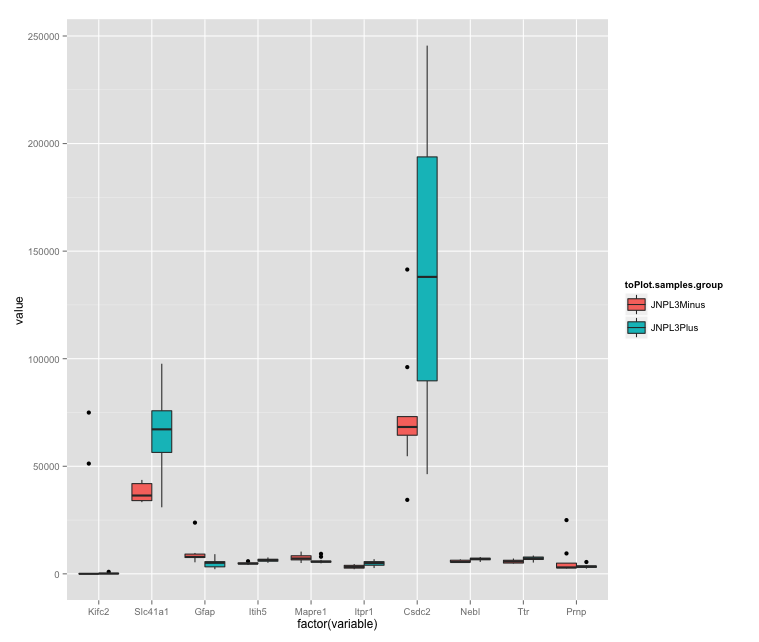 250000
200000
150000
100000
50000
0
value
Kifc2 Slc41a1 Gfap Itih5 Mapre1 Itpr1 Csdc2 Nebl Ttr Prnp
factor(variable)
toPlot.samples.group
JNPL3Minus
JNPL3Plus